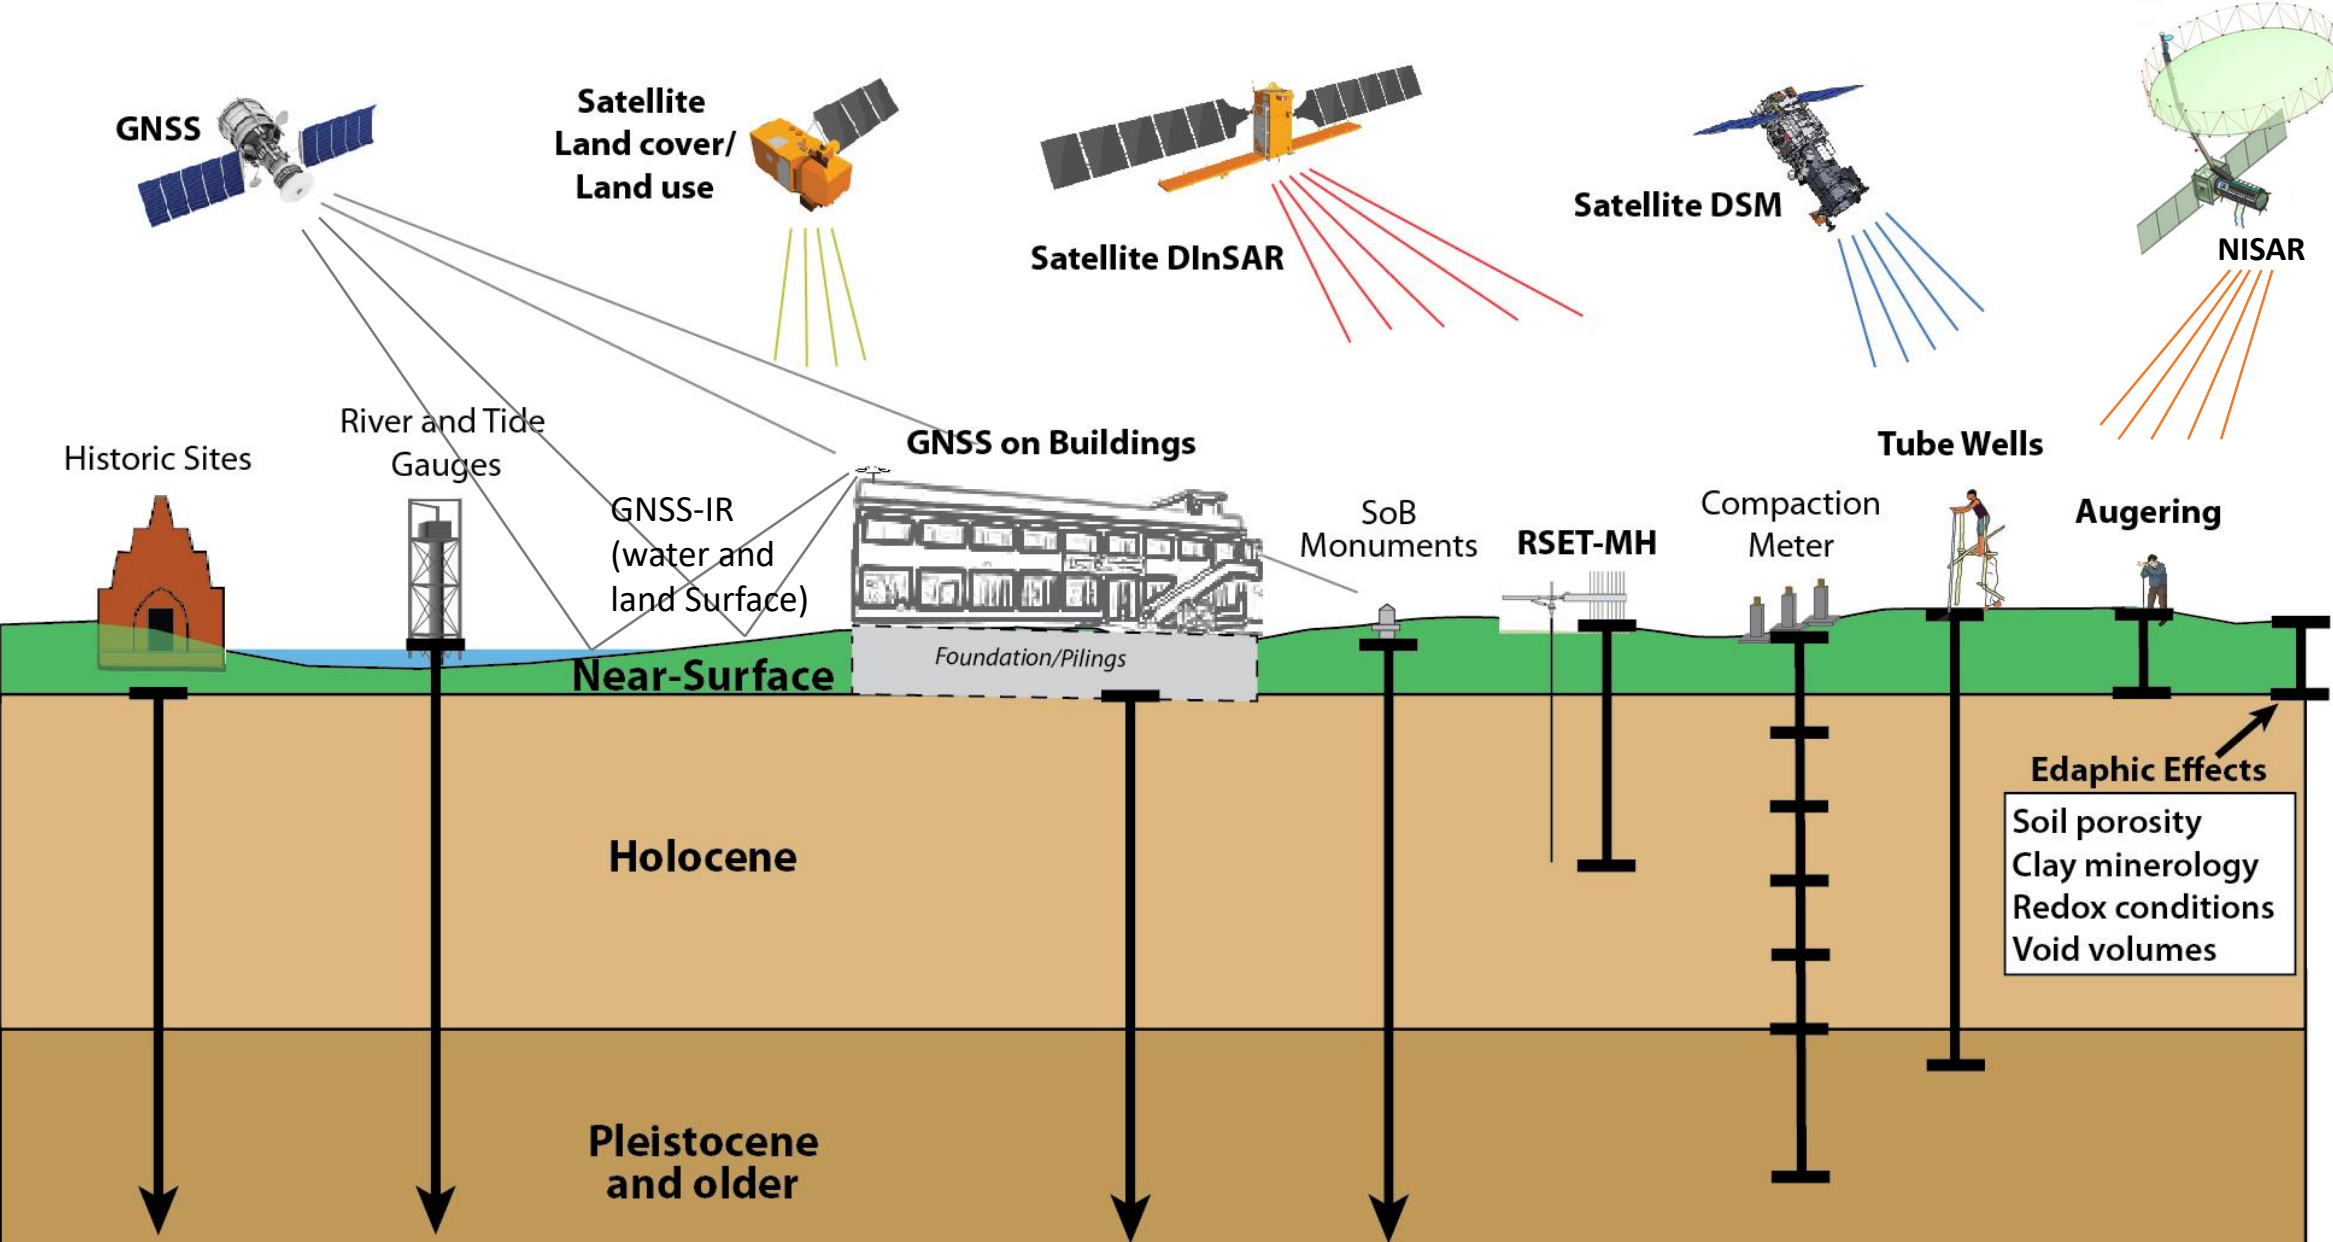 GNSS
Satellite
Land cover/
Land use
Satellite DInSAR
Satellite DSM
NISAR
Historic Sites
River and Tide
Gauges
GNSS-IR
(water and
land Surface)
GNSS on Buildings
SoB
Monuments
RSET-MH
Compaction
Meter
Tube Wells
Augering
Near-Surface
Foundation/Pilings
Edaphic Effects
Soil porosity
Clay minerology
Redox conditions
Void volumes
Holocene
Pleistocene
and older